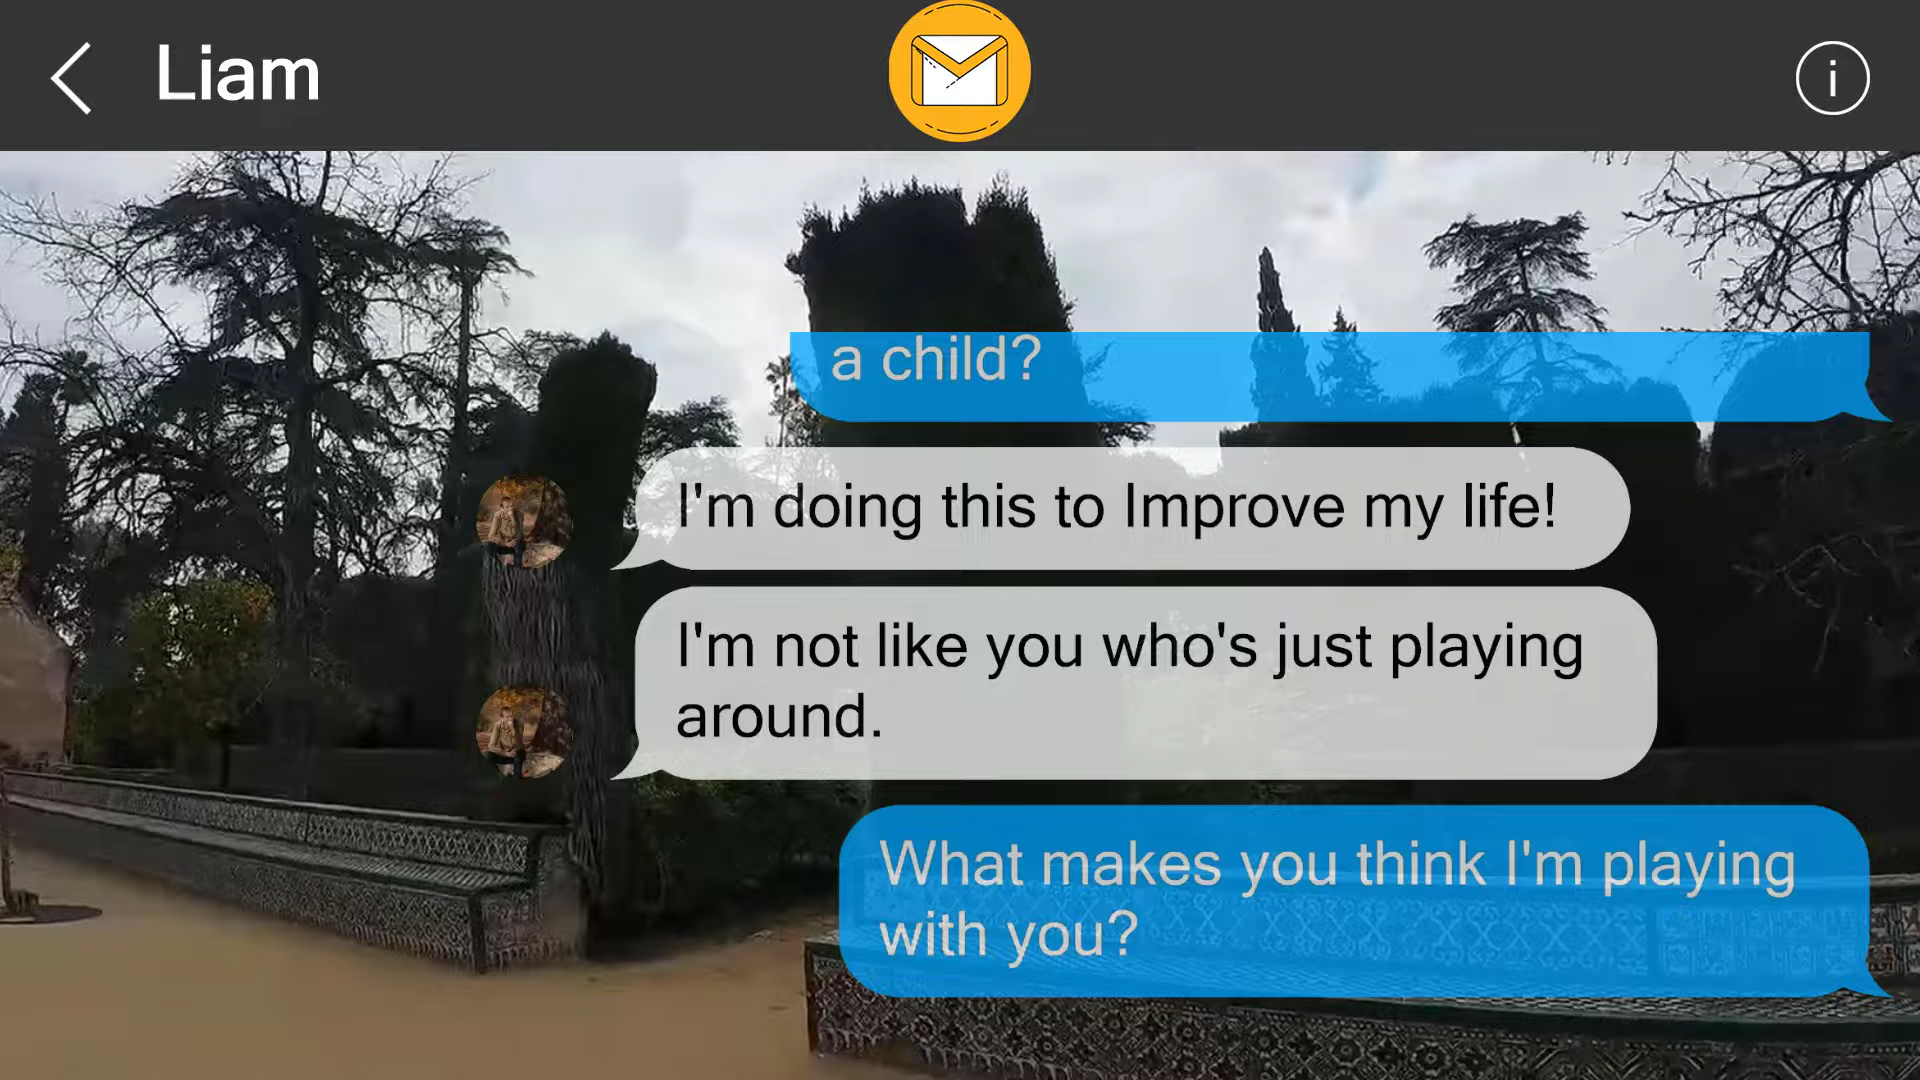 Liam
a child?
I'm doing this to Improve my life!
I'm not like you who's just playing
around.
What makes you think I'm playing
with you?